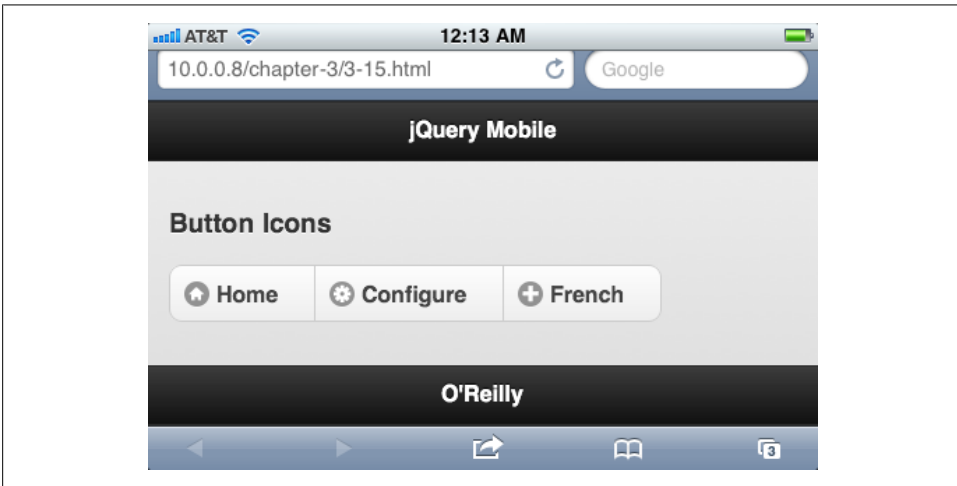 AT&T 12:13 AM
10.0.0.8/chapter-3/3-15.html Google
jQuery Mobile
Button Icons
Home Configure French
O'Reilly
3